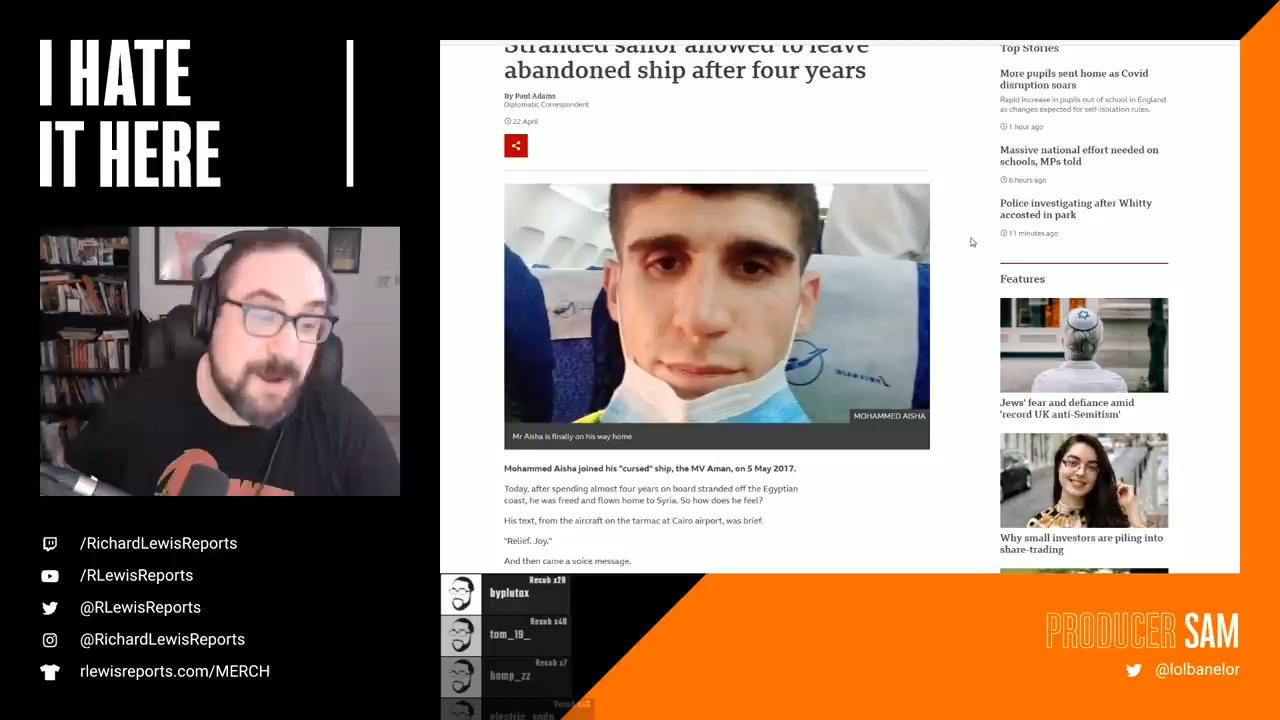 I HATE
IT HERE
/RichardLewisReports
/RLewisReports
@RLewisReports
@RichardLewisReports
rlewisreports.com/MERCH
Stranded sailor allowed to leave
abandoned ship after four years
By Paul Adams
Diplomatic Correspondent
22 April
MOHAMMED AISHA
Mr Aisha is finally on his way home
Mohammed Aisha joined his "cursed" ship, the MV Aman, on 5 May 2017.
Today, after spending almost four years on board stranded off the Egyptian
coast, he was freed and flown home to Syria. So how does he feel?
His text, from the aircraft on the tarmac at Cairo airport, was brief.
"Relief. Joy."
And then came a voice message.
Top Stories
More pupils sent home as Covid
disruption soars
Rapid increase in pupils out of school in England
as changes expected for self-isolation rules.
1 hour ago
Massive national effort needed on
schools, MPs told
6 hours ago
Police investigating after Whitty
accosted in park
11 minutes ago
Features
Jews' fear and defiance amid
'record UK anti-Semitism'
Why small investors are piling into
share-trading
Resub x29
byplutox
Resub x48
tom_19_
Resub x7
bomp_zz
PRODUCER SAM
@lolbanelor